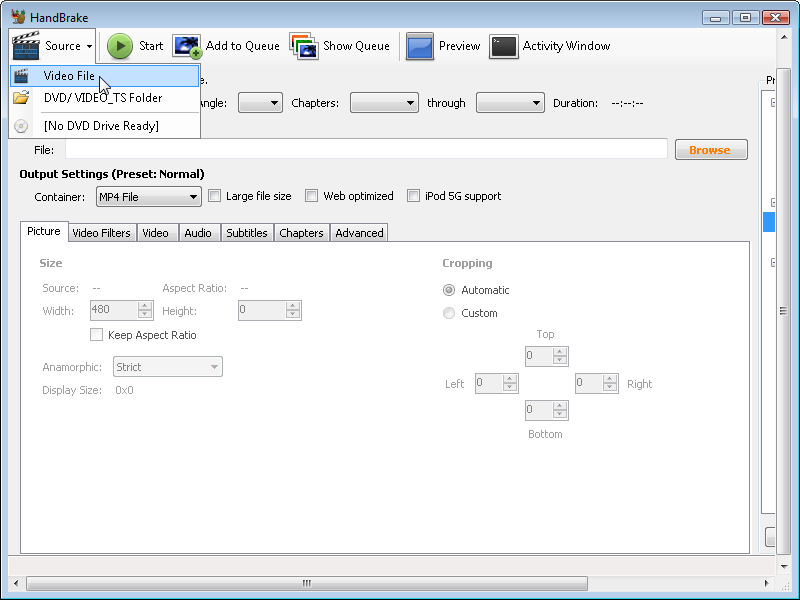 HandBrake
Source Start Add to Queue Show Queue Preview Activity Window
Video File
DVD/ VIDEO_TS Folder
[No DVD Drive Ready]
Angle: Chapters: through Duration: --:--:--
File: Browse
Output Settings (Preset: Normal)
Container: MP4 File Large file size Web optimized iPod 5G support
Picture Video Filters Video Audio Subtitles Chapters Advanced
Size Cropping
Source: -- Aspect Ratio: -- Automatic
Width: 480 Height: 0 Custom
Keep Aspect Ratio Top
0
Anamorphic: Strict
Left 0 0 Right
Display Size: 0x0
0
Bottom